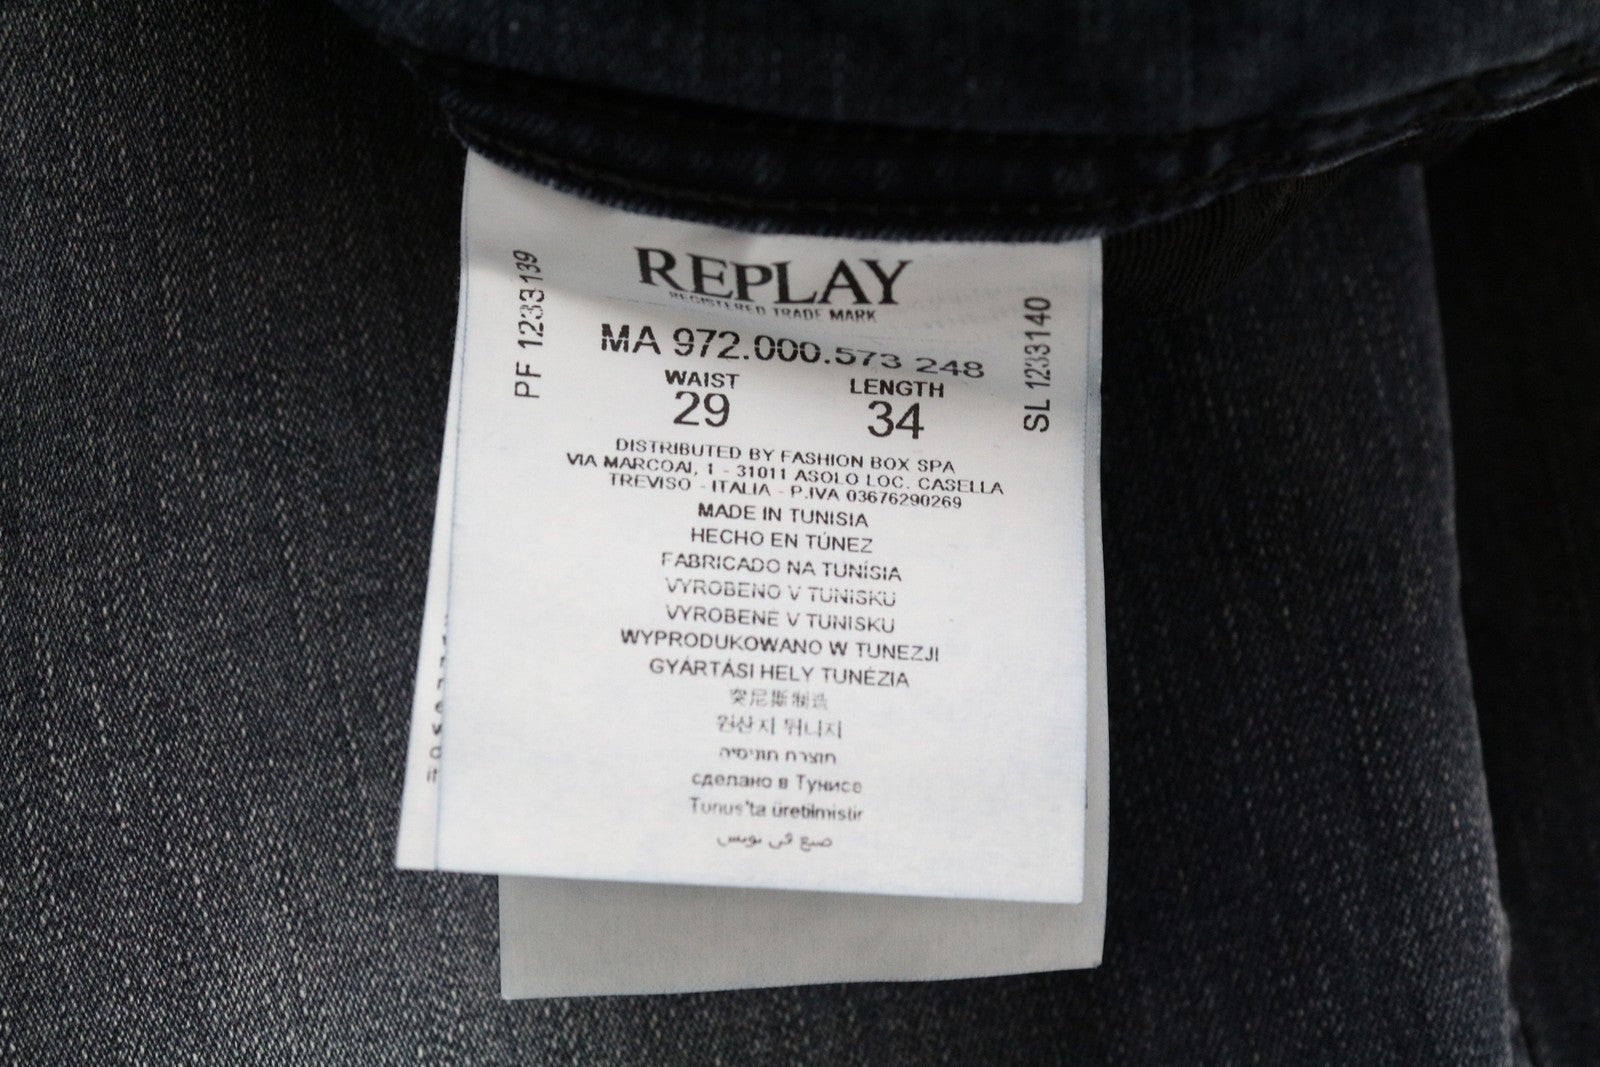 REPLAY
REGISTERED TRADE MARK
MA 972.000.573 248
WAIST LENGTH
29 34
PF 1233139
SL 1233140
DISTRIBUTED BY FASHION BOX SPA
VIA MARCOAI, 1 - 31011 ASOLO LOC. CASELLA
TREVISO - ITALIA - P.IVA 03676290269
MADE IN TUNISIA
HECHO EN TÚNEZ
FABRICADO NA TUNÍSIA
VYROBENO V TUNISKU
VYROBENÉ V TUNISKU
WYPRODUKOWANO W TUNEZJI
GYÁRTÁSI HELY TUNÉZIA
突尼斯制造
원산지 튀니지
תוצרת תוניסיה
сделано в Тунисе
Tunus'ta üretilmistir
صنع في تونس